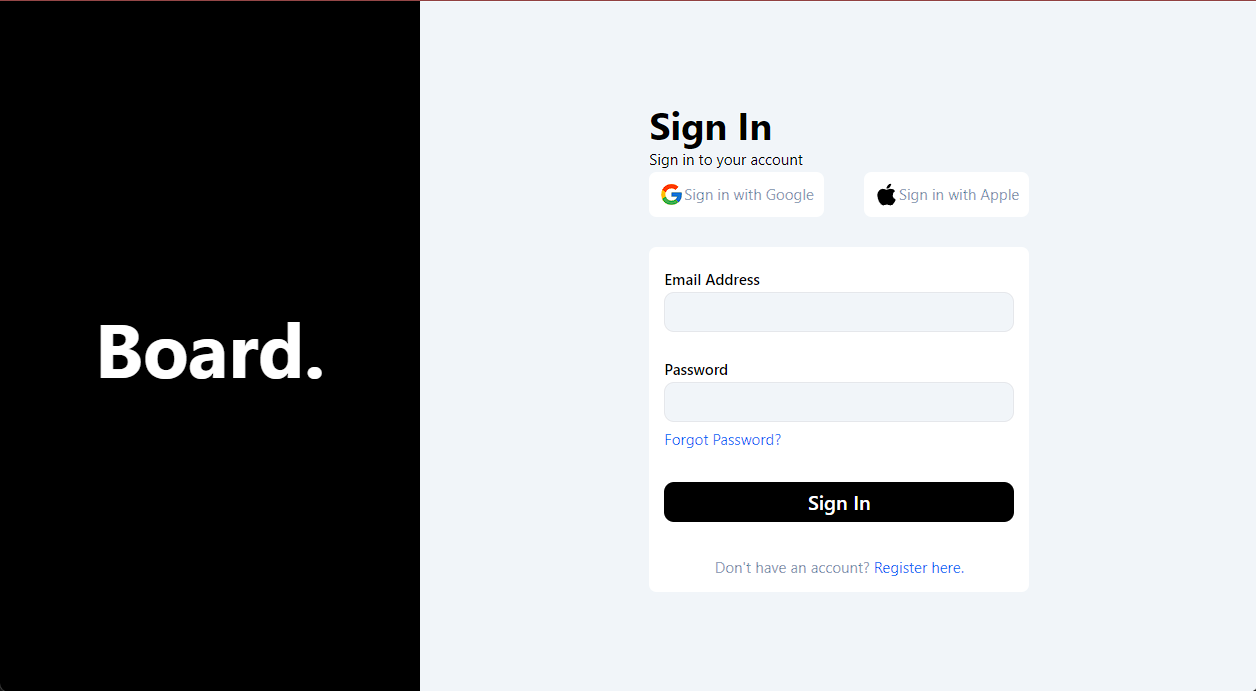 Board.
Sign In
Sign in to your account
Sign in with Google
Sign in with Apple
Email Address
Password
Forgot Password?
Sign In
Don't have an account? Register here.